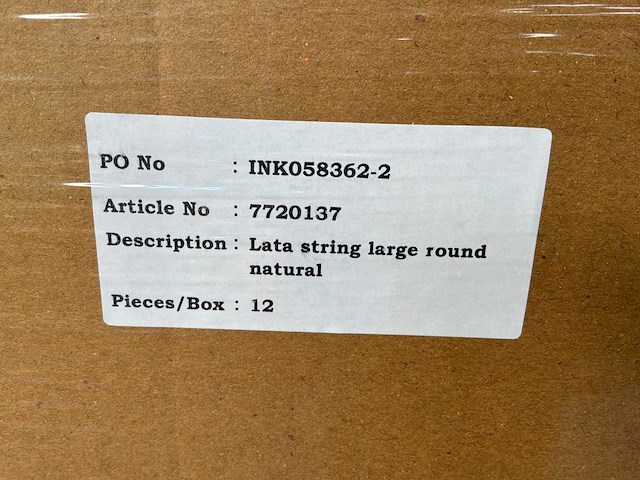 PO No : INK058362-2
Article No : 7720137
Description : Lata string large round
natural
Pieces/Box : 12